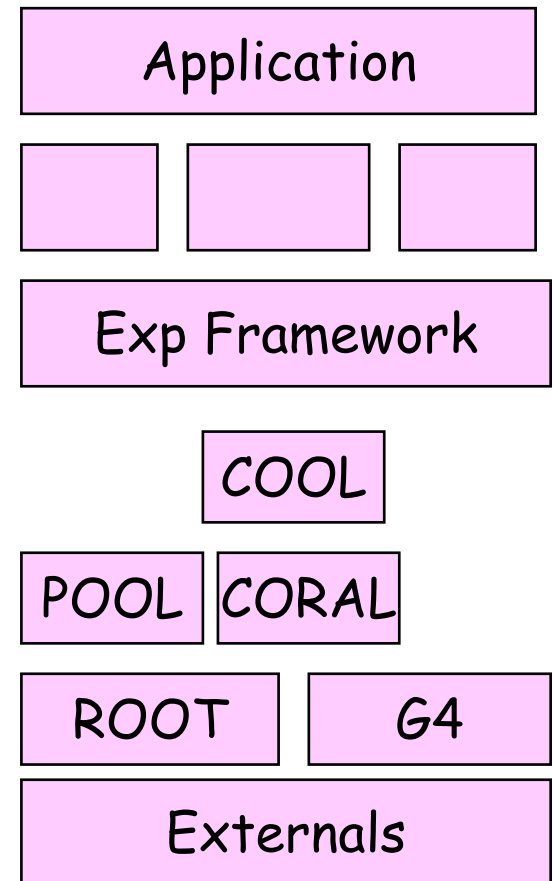 Application
Exp Framework
COOL
POOL CORAL
ROOT G4
Externals